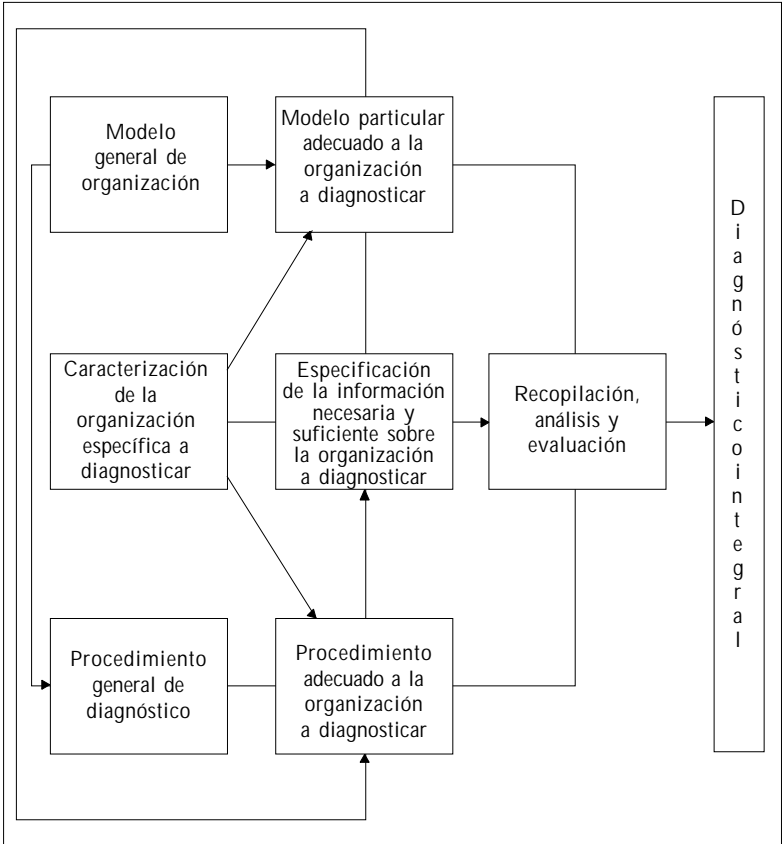 Modelo
general de
organización
Modelo particular
adecuado a la
organización
a diagnosticar
Caracterización
de la
organización
específica a
diagnosticar
Especificación
de la información
necesaria y
suficiente sobre
la organización
a diagnosticar
Recopilación,
análisis y
evaluación
Procedimiento
general de
diagnóstico
Procedimiento
adecuado a la
organización
a diagnosticar
Diagnósticointegral